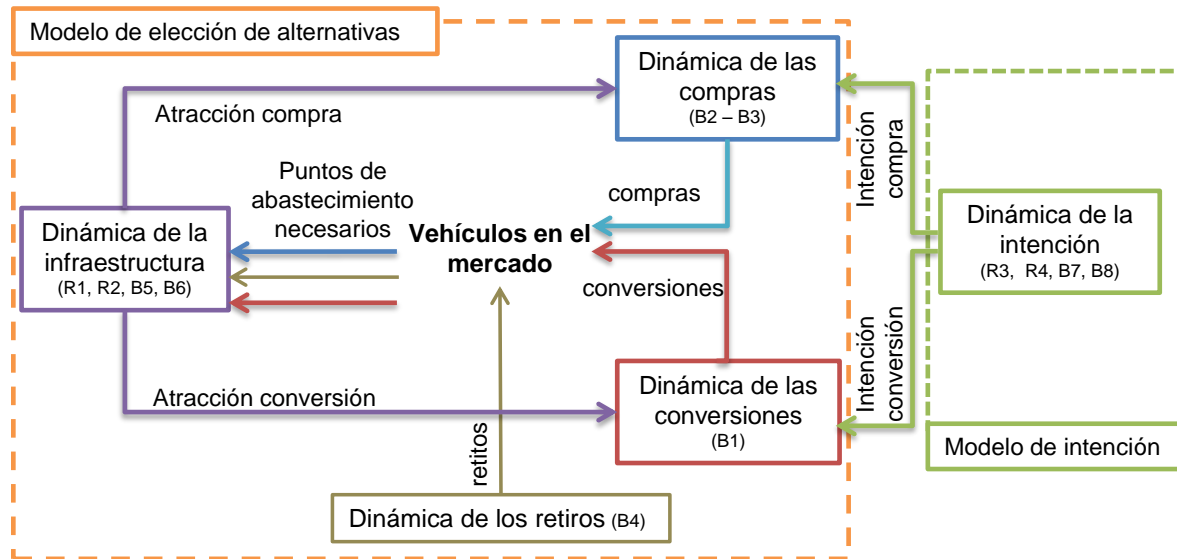 Modelo de elección de alternativas
Dinámica de las
compras
(B2 – B3)
Atracción compra
Intención
compra
Puntos de
abastecimiento
necesarios
compras
Dinámica de la
infraestructura
(R1, R2, B5, B6)
Vehículos en el
mercado
Dinámica de la
intención
(R3, R4, B7, B8)
conversiones
Intención
conversión
Atracción conversión
Dinámica de las
conversiones
(B1)
retitos
Modelo de intención
Dinámica de los retiros (B4)